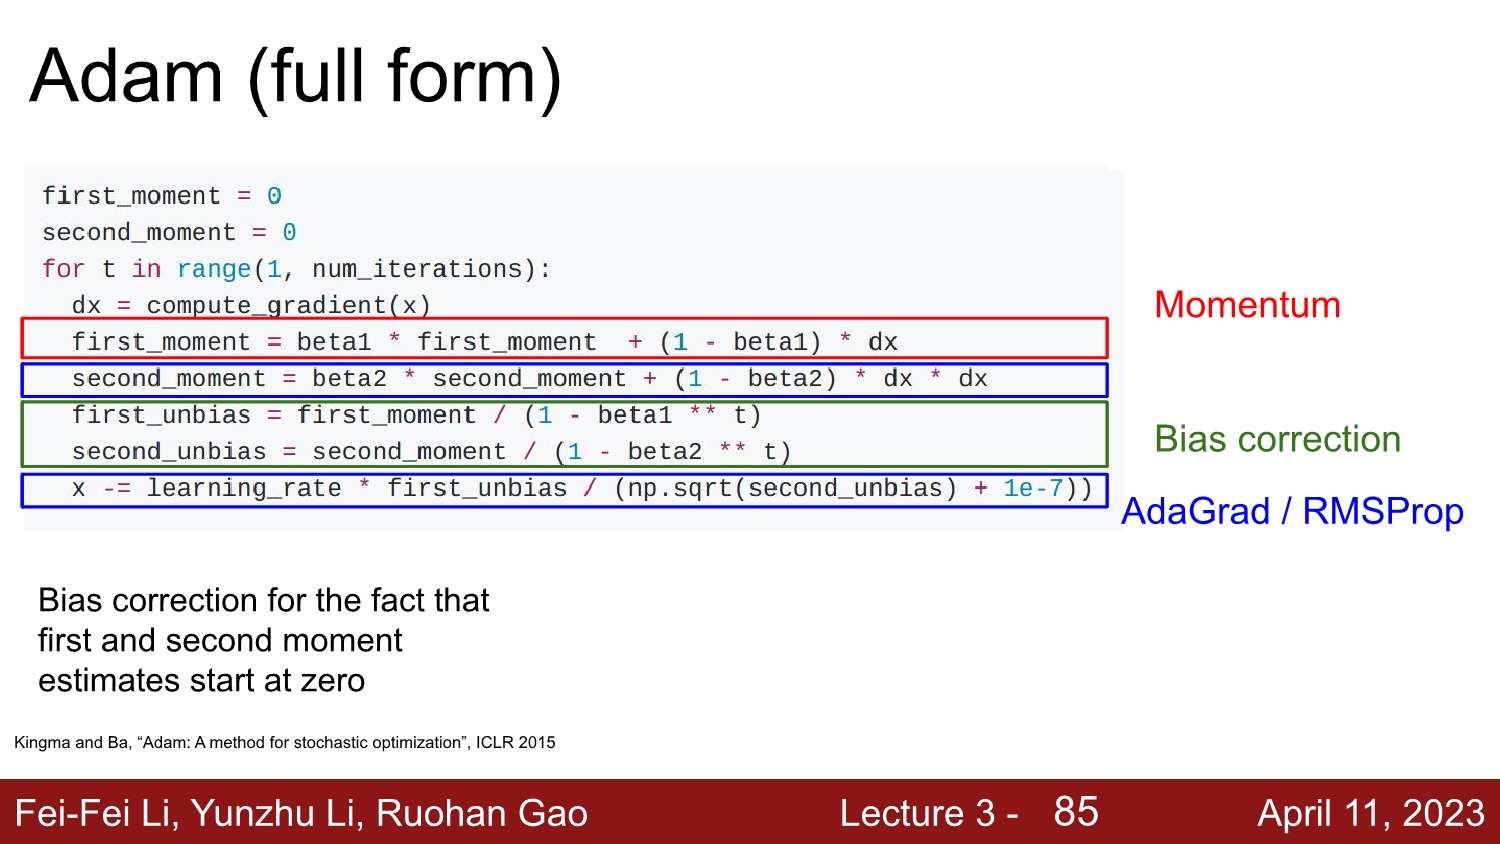 Adam (full form)
first_moment = 0
second_moment = 0
for t in range(1, num_iterations):
  dx = compute_gradient(x)
  first_moment = beta1 * first_moment  + (1 - beta1) * dx
  second_moment = beta2 * second_moment + (1 - beta2) * dx * dx
  first_unbias = first_moment / (1 - beta1 ** t)
  second_unbias = second_moment / (1 - beta2 ** t)
  x -= learning_rate * first_unbias / (np.sqrt(second_unbias) + 1e-7))
Momentum
Bias correction
AdaGrad / RMSProp
Bias correction for the fact that
first and second moment
estimates start at zero
Kingma and Ba, “Adam: A method for stochastic optimization”, ICLR 2015
Fei-Fei Li, Yunzhu Li, Ruohan Gao Lecture 3 - 85 April 11, 2023